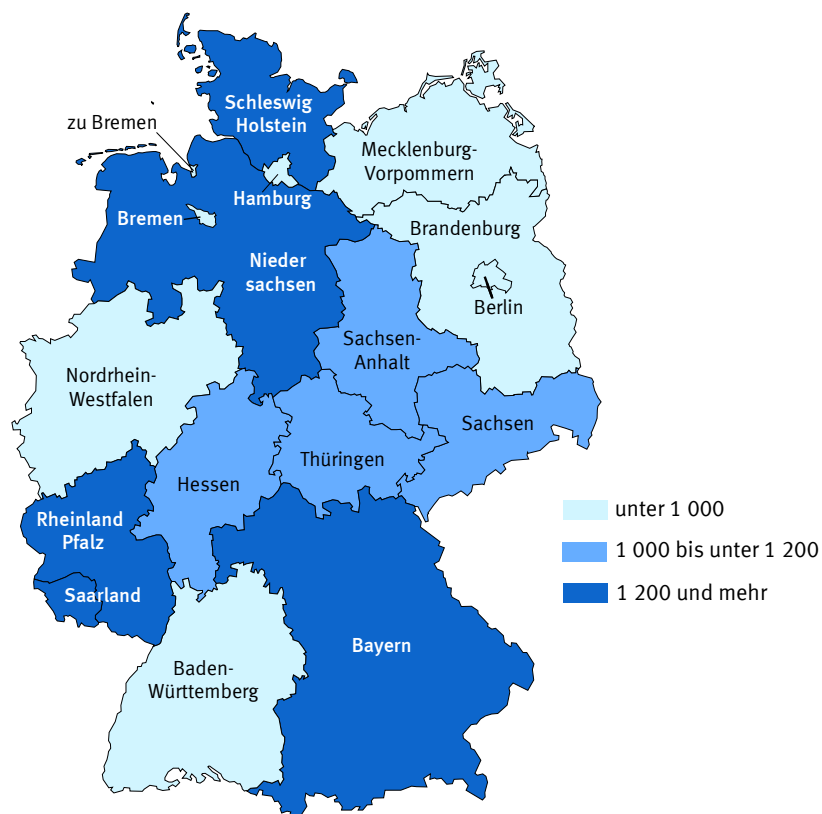 Schleswig
Holstein
zu Bremen
Mecklenburg-
Vorpommern
Hamburg
Bremen
Brandenburg
Nieder
sachsen
Berlin
Sachsen-
Anhalt
Nordrhein-
Westfalen
Sachsen
Thüringen
Hessen
Rheinland
Pfalz
Saarland
Bayern
Baden-
Württemberg
unter 1 000
1 000 bis unter 1 200
1 200 und mehr